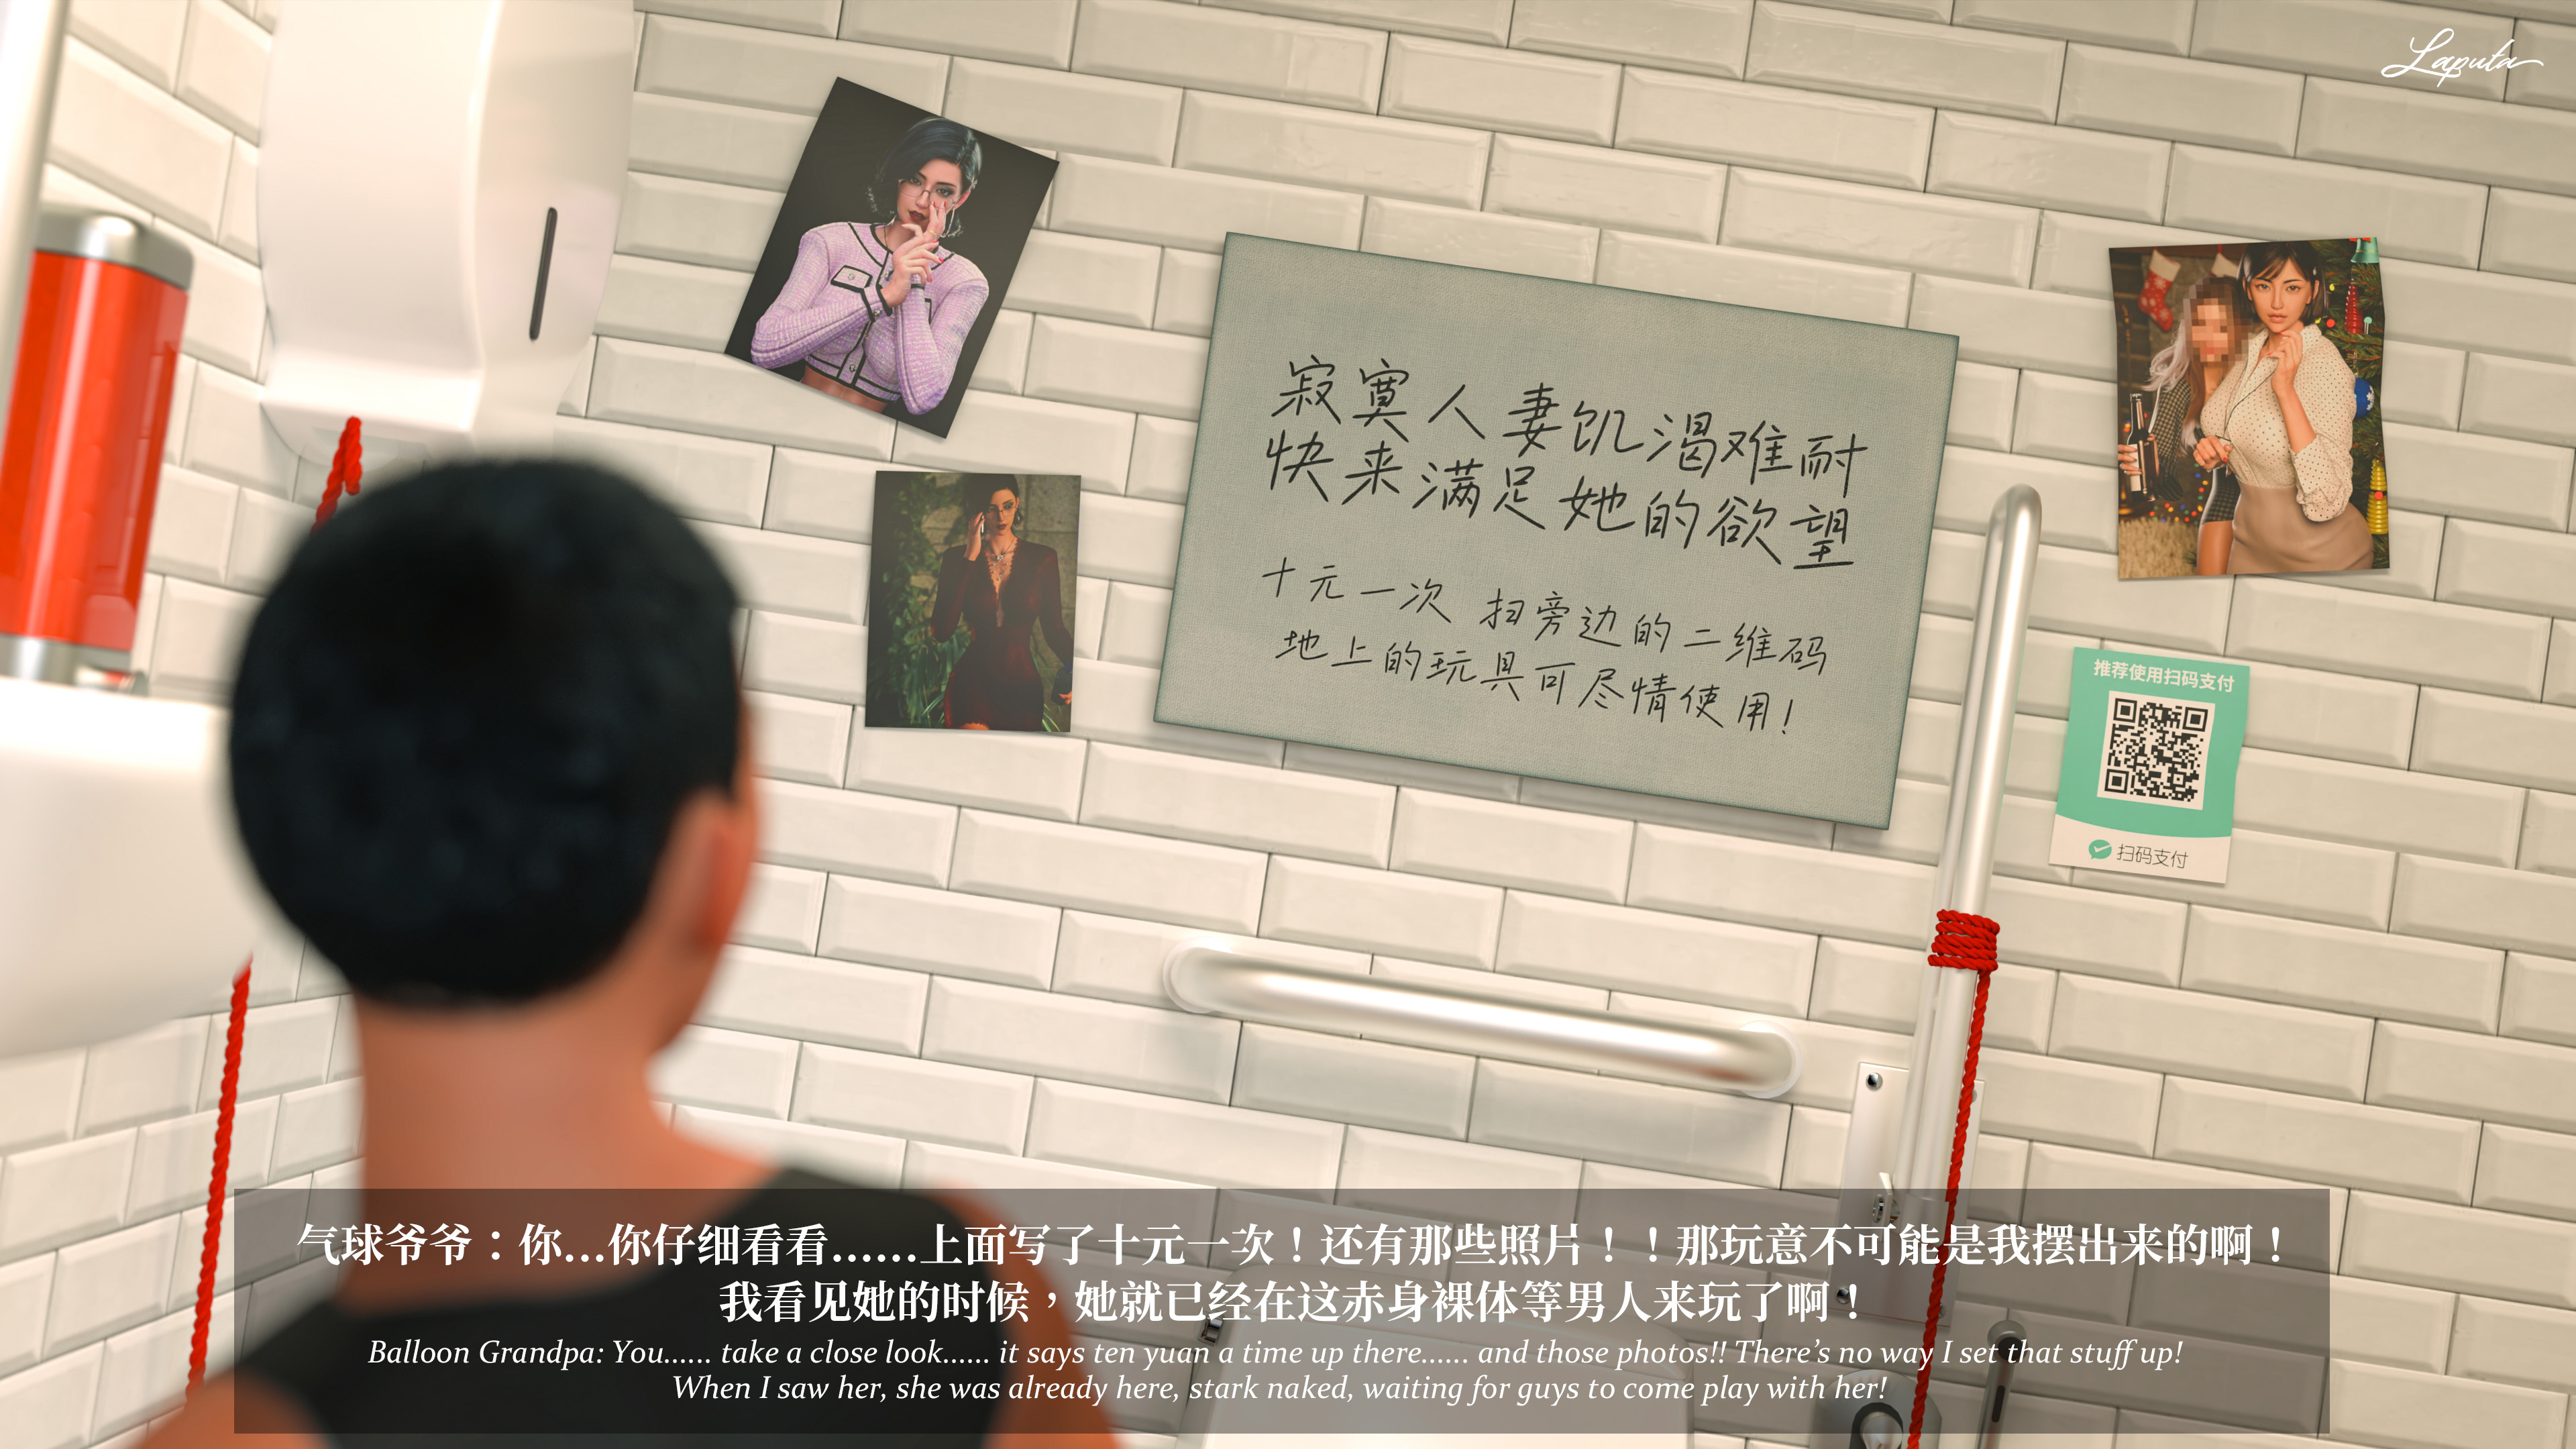 Laputa
寂寞人妻饥渴难耐
快来满足她的欲望
十元一次 扫旁边的二维码
地上的玩具可尽情使用!
推荐使用扫码支付
扫码支付
气球爷爷：你...你仔细看看......上面写了十元一次！还有那些照片！！那玩意不可能是我摆出来的啊！
我看见她的时候，她就已经在这赤身裸体等男人来玩了啊！
Balloon Grandpa: You...... take a close look...... it says ten yuan a time up there...... and those photos!! There's no way I set that stuff up!
When I saw her, she was already here, stark naked, waiting for guys to come play with her!